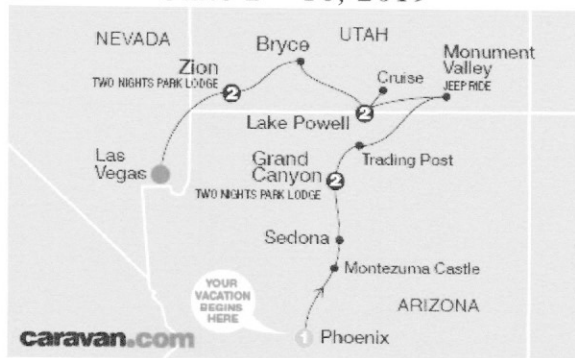 NEVADA
UTAH
Bryce
Monument
Valley
JEEP RIDE
Zion
TWO NIGHTS PARK LODGE
2
Cruise
Lake Powell
2
Las
Vegas
Grand
Canyon
2
TWO NIGHTS PARK LODGE
Trading Post
Sedona
Montezuma Castle
YOUR
VACATION
BEGINS
HERE
ARIZONA
caravan.com
1
Phoenix